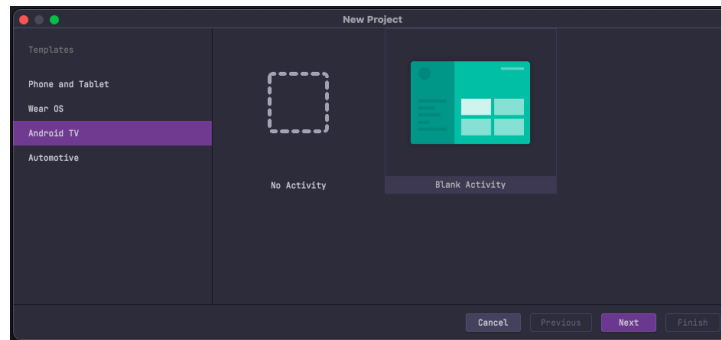 New Project
Templates
Phone and Tablet
Wear OS
Android TV
Automotive
No Activity
Blank Activity
Cancel
Previous
Next
Finish